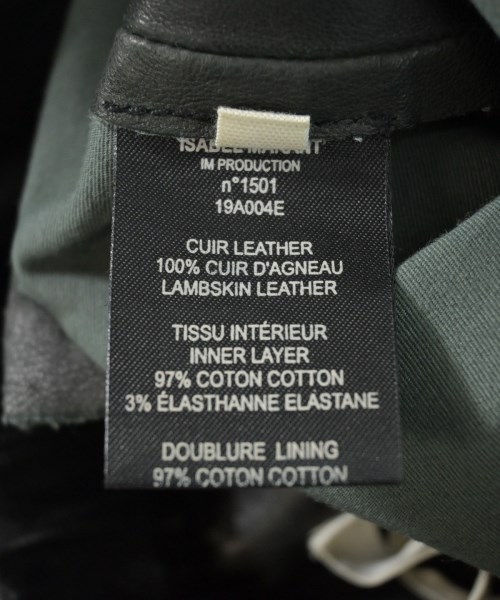 ISABEL MARANT
IM PRODUCTION
n°1501
19A004E
CUIR LEATHER
100% CUIR D'AGNEAU
LAMBSKIN LEATHER
TISSU INTÉRIEUR
INNER LAYER
97% COTON COTTON
3% ÉLASTHANNE ELASTANE
DOUBLURE LINING
97% COTON COTTON